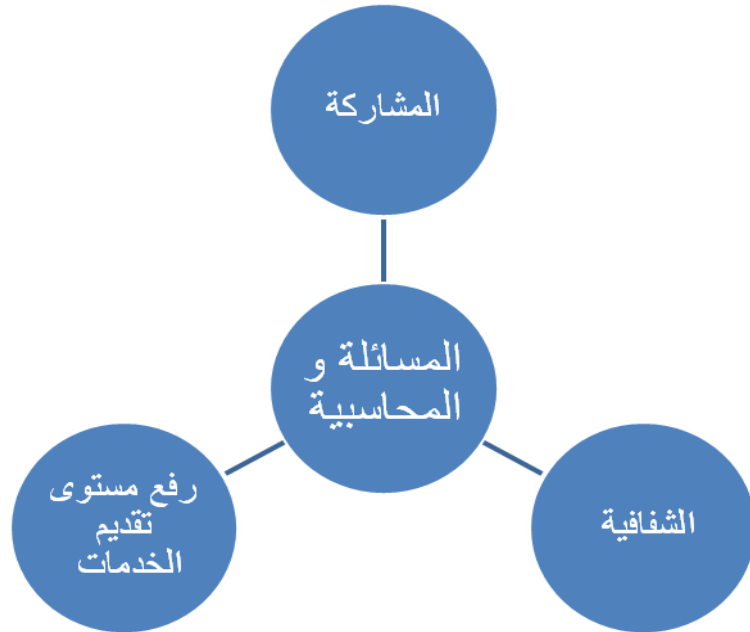 المشاركة
المسائلة و
المحاسبية
الشفافية
رفع مستوى
تقديم
الخدمات